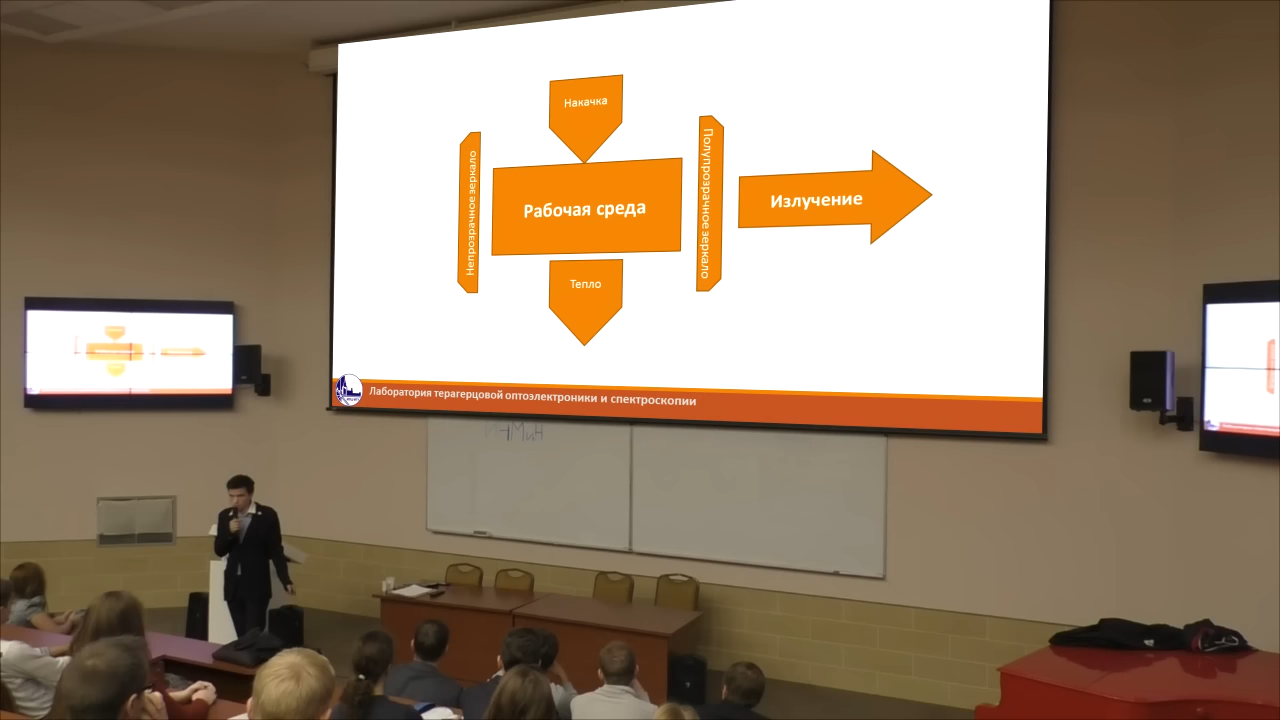 Накачка
Непрозрачное зеркало
Рабочая среда
Полупрозрачное зеркало
Излучение
Тепло
Лаборатория терагерцовой оптоэлектроники и спектроскопии